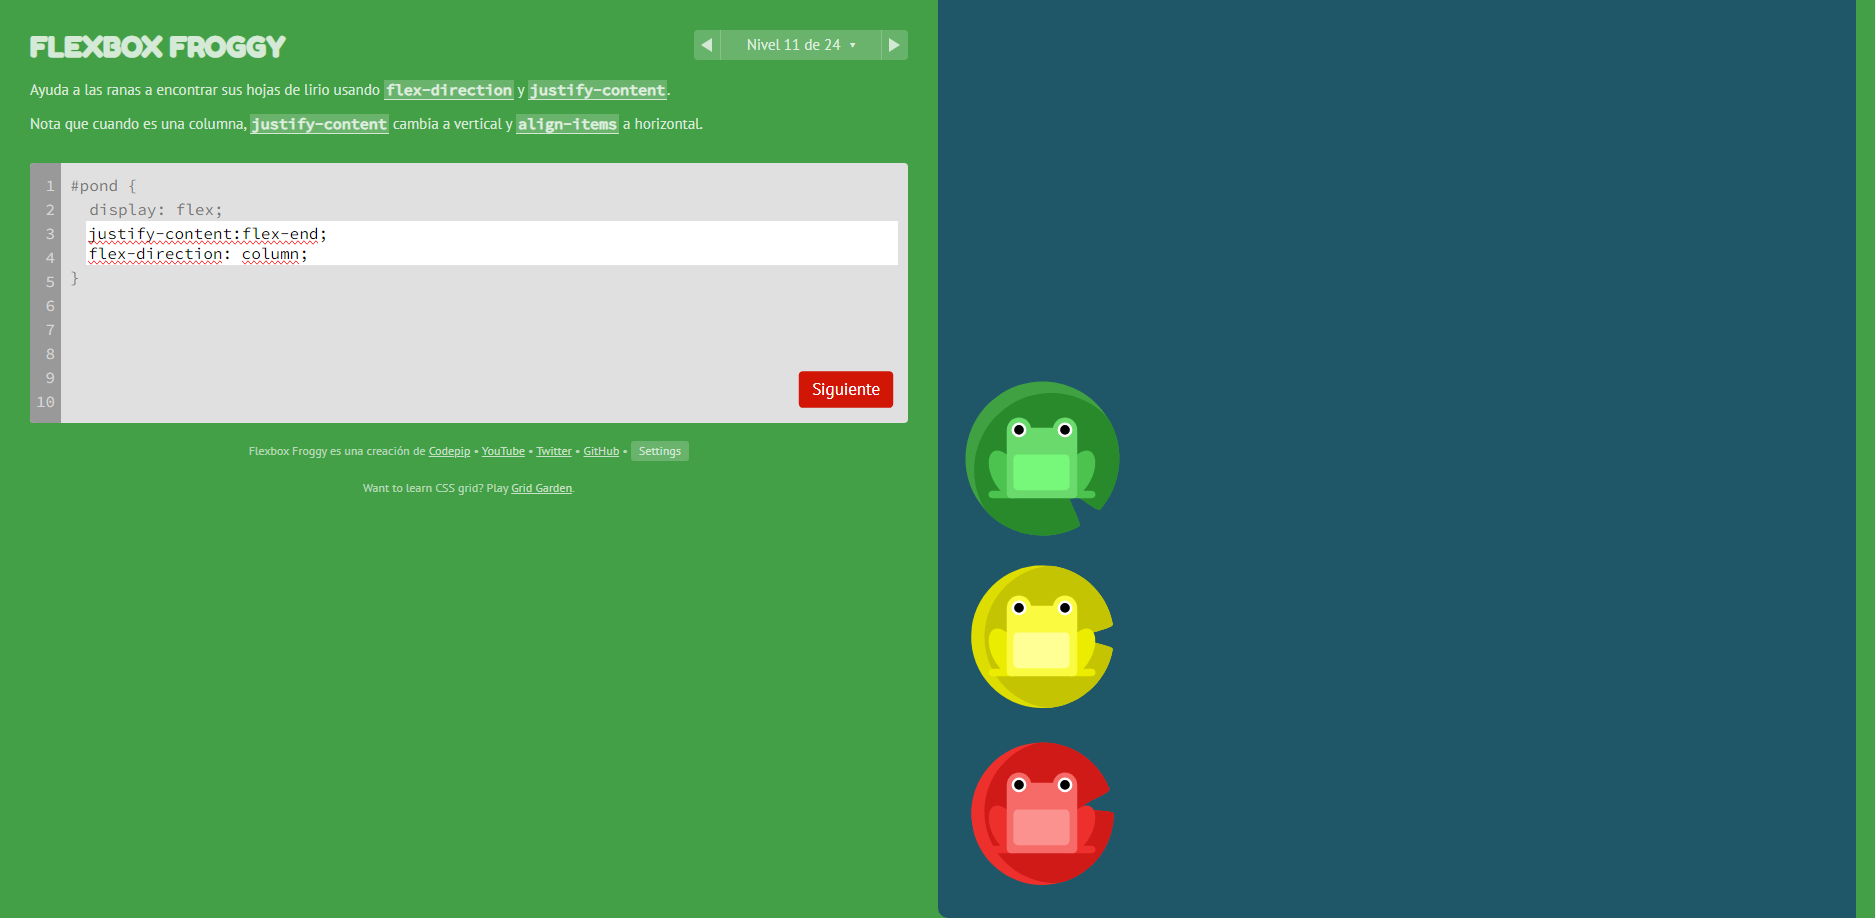 FLEXBOX FROGGY
Nivel 11 de 24 ▾
Ayuda a las ranas a encontrar sus hojas de lirio usando flex-direction y justify-content.
Nota que cuando es una columna, justify-content cambia a vertical y align-items a horizontal.
1 #pond {
2 display: flex;
3 justify-content:flex-end;
4 flex-direction: column;
5 }
6
7
8
9
10
Siguiente
Flexbox Froggy es una creación de Codepip • YouTube • Twitter • GitHub • Settings
Want to learn CSS grid? Play Grid Garden.